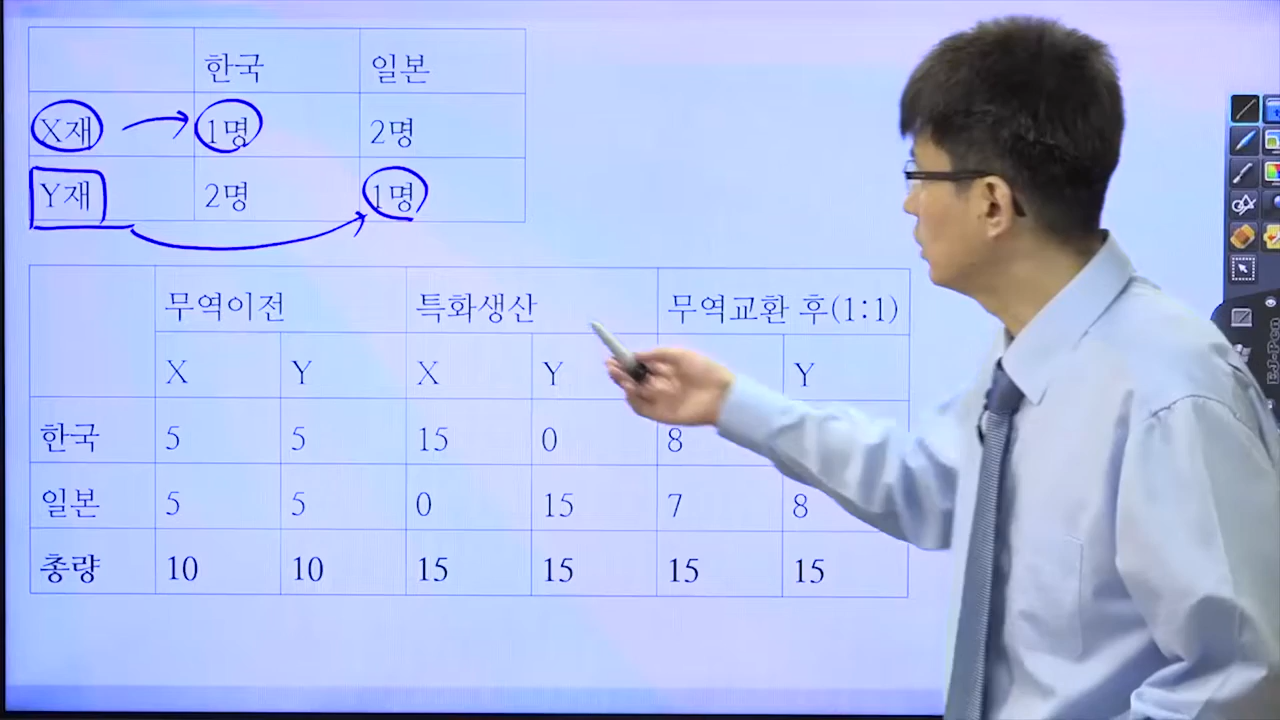 한국 일본
X재 1명 2명
Y재 2명 1명
무역이전 특화생산 무역교환 후(1:1)
X Y X Y Y
한국 5 5 15 0 8
일본 5 5 0 15 7 8
총량 10 10 15 15 15 15
EJ-Pen